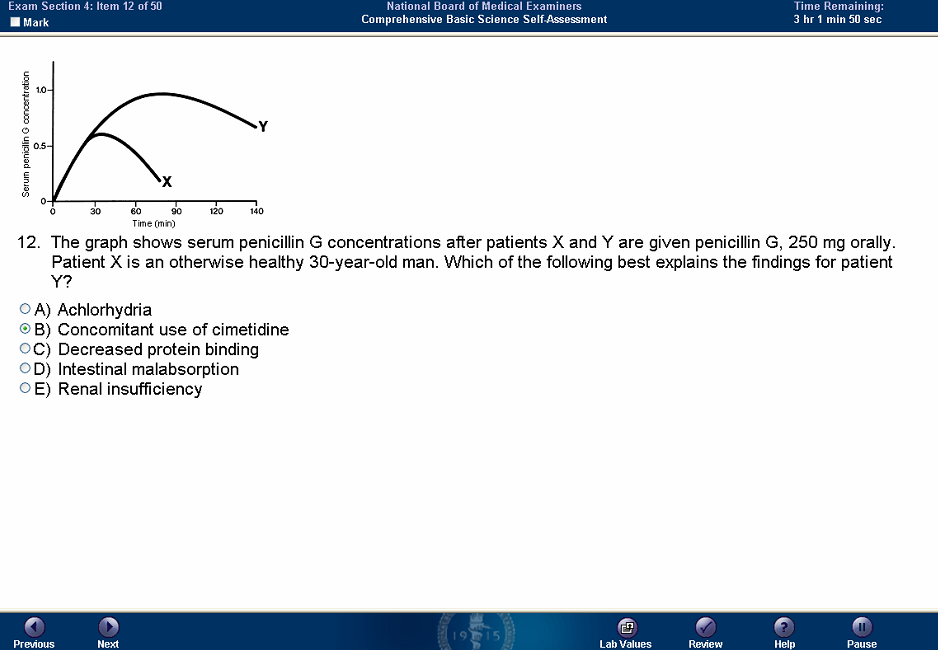 Exam Section 4: Item 12 of 50
National Board of Medical Examiners
Time Remaining:
Mark
Comprehensive Basic Science Self-Assessment
3 hr 1 min 50 sec
Serum penicillin G concentration
1.0
0.5
0
Y
X
0 30 60 90 120 140
Time (min)
12. The graph shows serum penicillin G concentrations after patients X and Y are given penicillin G, 250 mg orally.
Patient X is an otherwise healthy 30-year-old man. Which of the following best explains the findings for patient
Y?
A) Achlorhydria
B) Concomitant use of cimetidine
C) Decreased protein binding
D) Intestinal malabsorption
E) Renal insufficiency
1915
Previous
Next
Lab Values
Review
Help
Pause